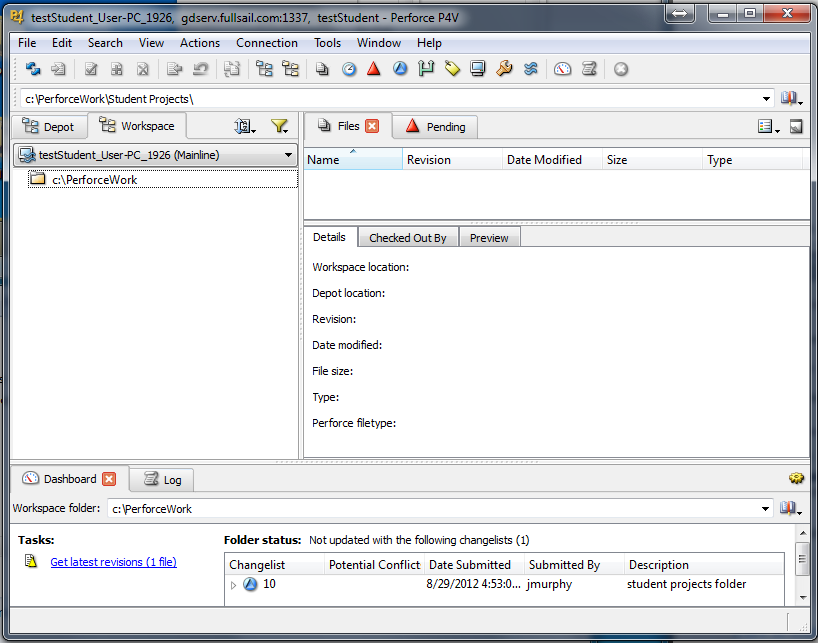 testStudent_User-PC_1926, gdserv.fullsail.com:1337, testStudent - Perforce P4V
File Edit Search View Actions Connection Tools Window Help
c:\PerforceWork\Student Projects\
Depot Workspace
testStudent_User-PC_1926 (Mainline)
c:\PerforceWork
Files Pending
Name Revision Date Modified Size Type
Details Checked Out By Preview
Workspace location:
Depot location:
Revision:
Date modified:
File size:
Type:
Perforce filetype:
Dashboard Log
Workspace folder: c:\PerforceWork
Tasks:
Get latest revisions (1 file)
Folder status: Not updated with the following changelists (1)
Changelist Potential Conflict Date Submitted Submitted By Description
10 8/29/2012 4:53:0... jmurphy student projects folder